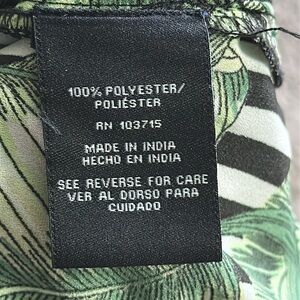 100% POLYESTER/
POLIÉSTER
RN 103715
MADE IN INDIA
HECHO EN INDIA
SEE REVERSE FOR CARE
VER AL DORSO PARA
CUIDADO